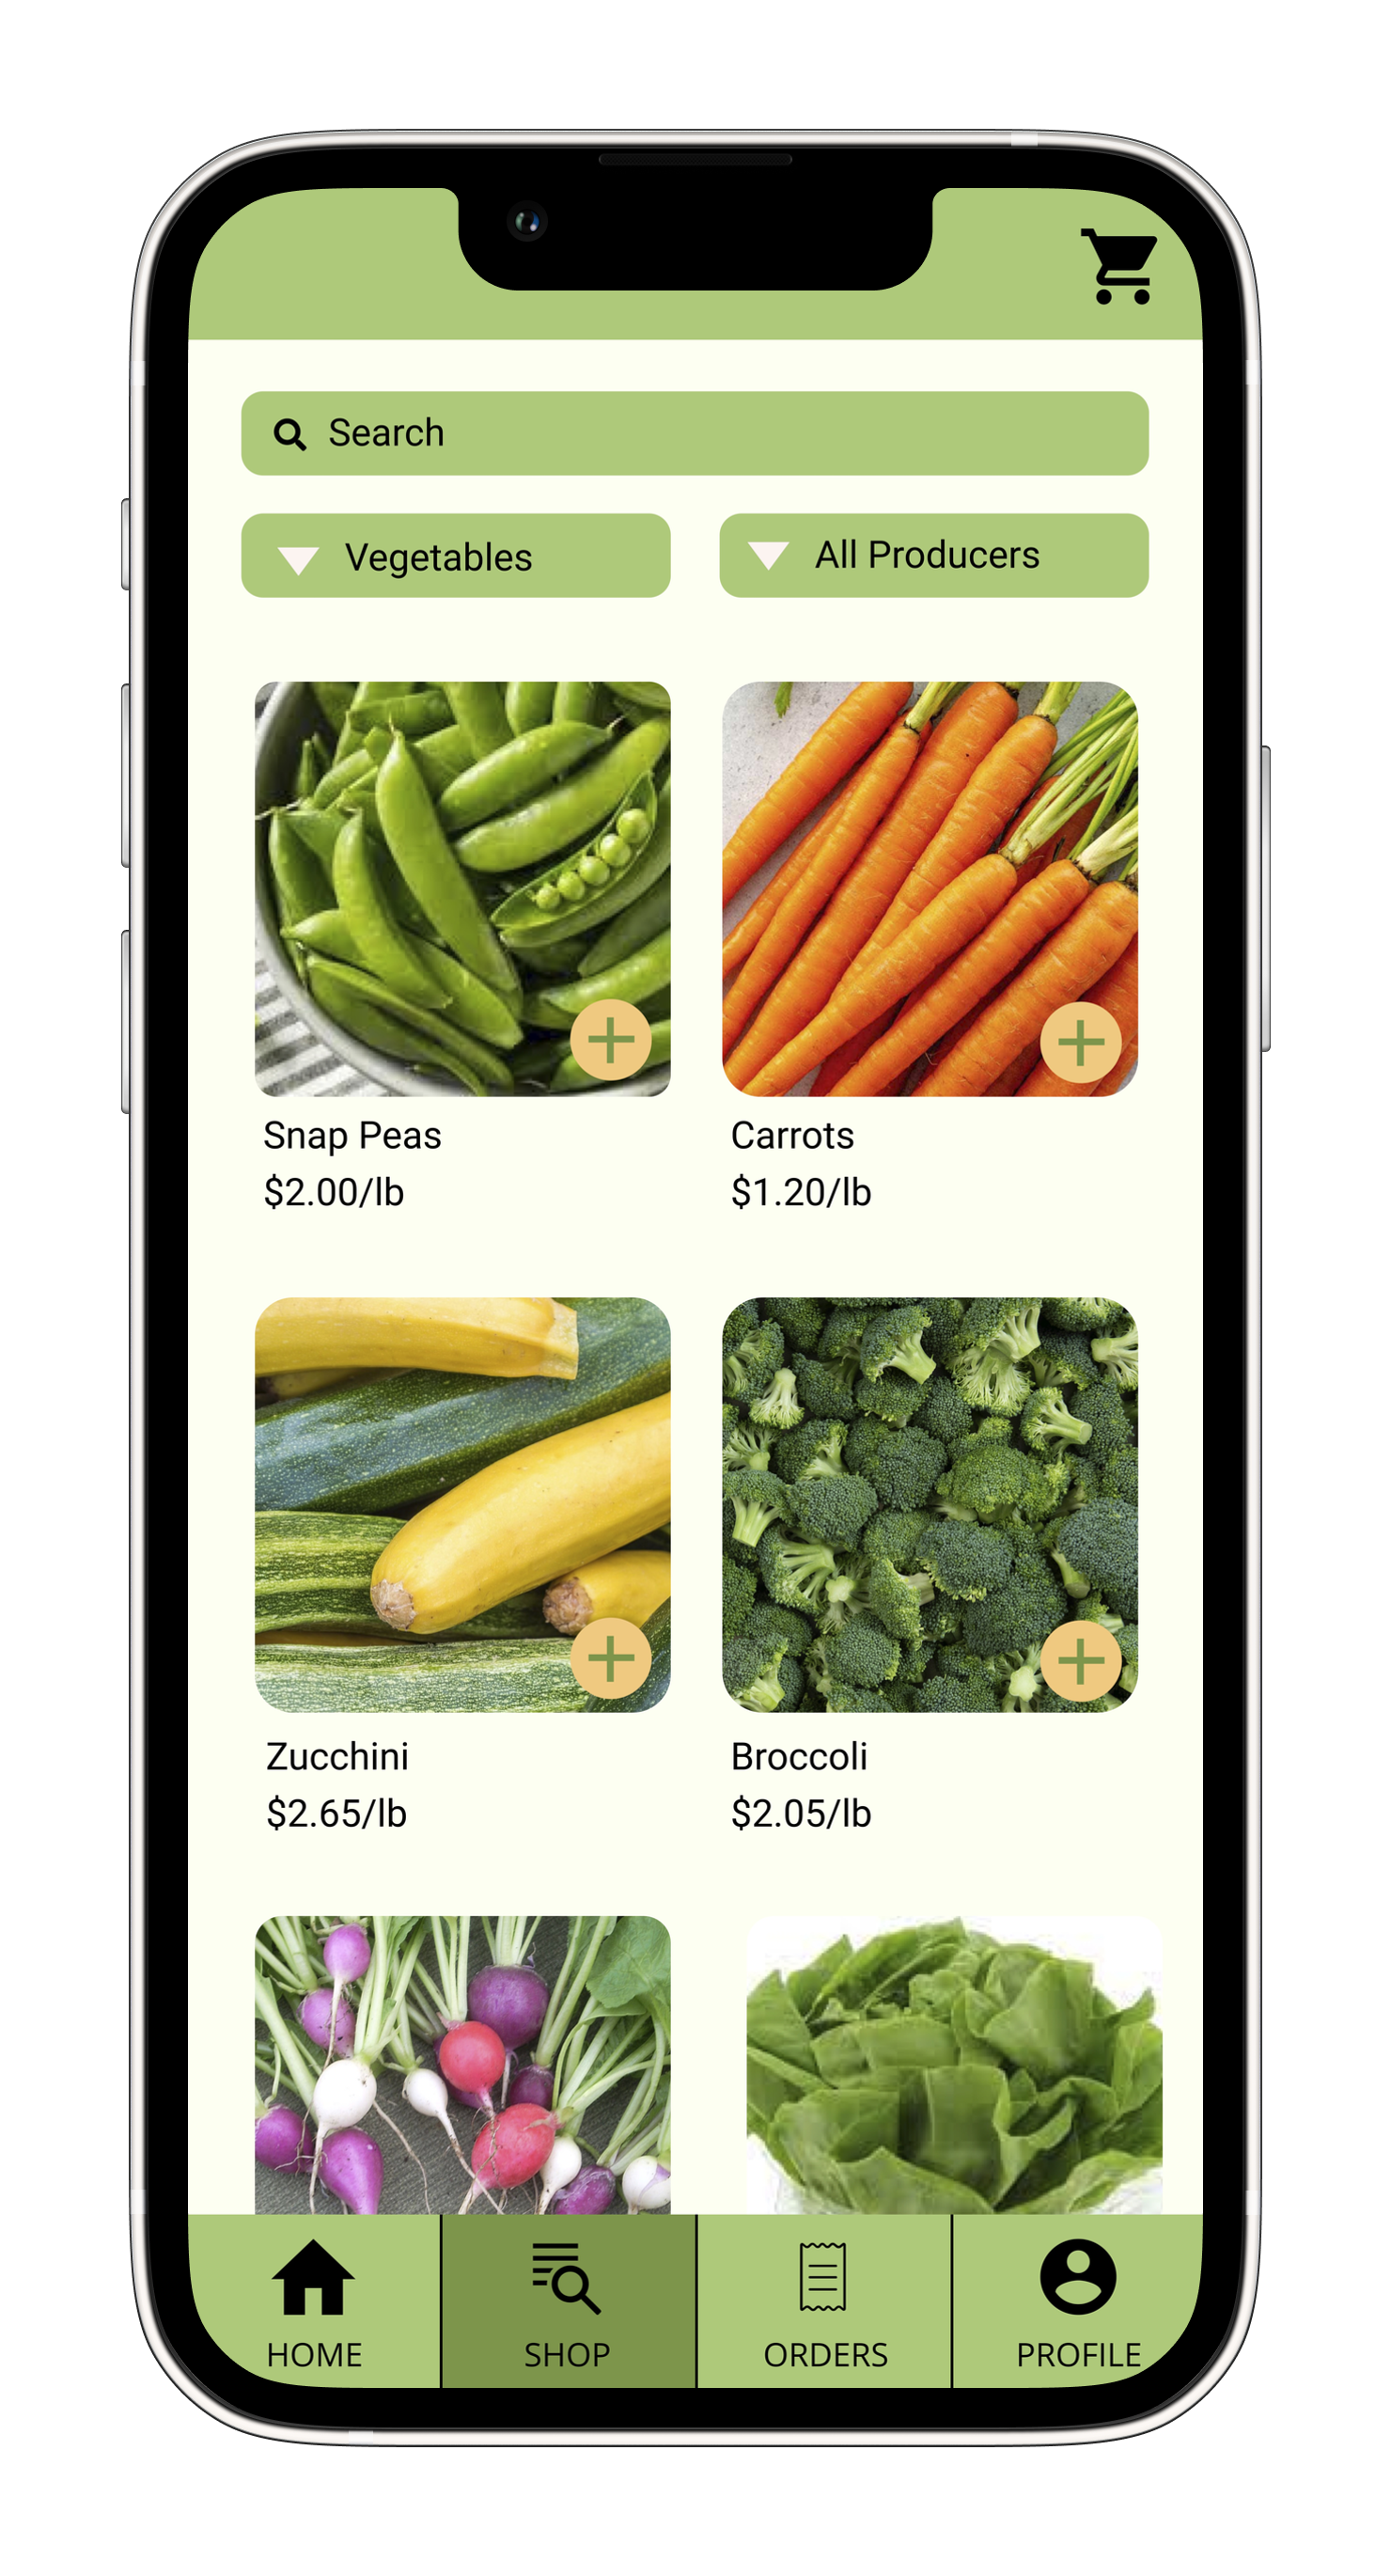 Search
Vegetables
All Producers
Snap Peas
$2.00/lb
Carrots
$1.20/lb
Zucchini
$2.65/lb
Broccoli
$2.05/lb
HOME
SHOP
ORDERS
PROFILE